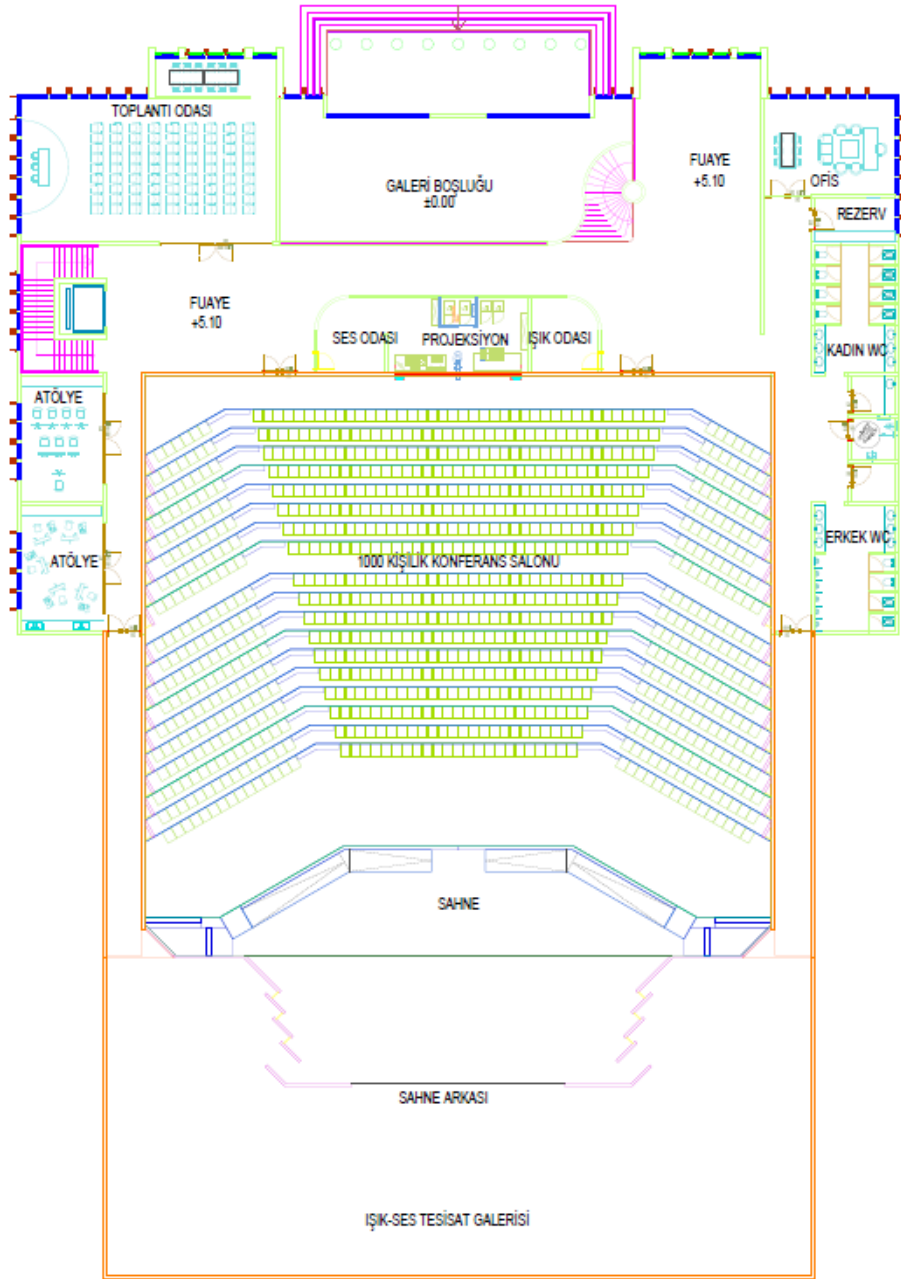 TOPLANTI ODASI
GALERİ BOŞLUĞU
±0.00
FUAYE
+5.10
OFİS
REZERV
FUAYE
+5.10
SES ODASI
PROJEKSİYON
IŞIK ODASI
KADIN WC
ATÖLYE
ATÖLYE
1000 KİŞİLİK KONFERANS SALONU
ERKEK WC
SAHNE
SAHNE ARKASI
IŞIK-SES TESİSAT GALERİSİ